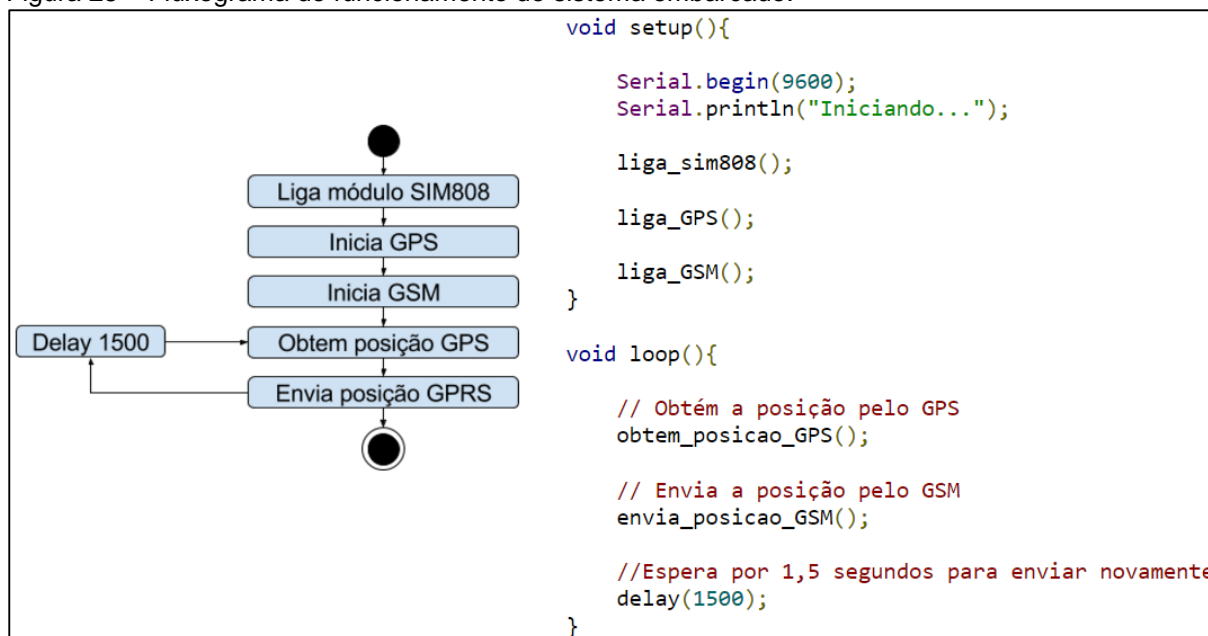 Liga módulo SIM808
Inicia GPS
Inicia GSM
Delay 1500
Obtem posição GPS
Envia posição GPRS
void setup(){
Serial.begin(9600);
Serial.println("Iniciando...");
liga_sim808();
liga_GPS();
liga_GSM();
}
void loop(){
// Obtém a posição pelo GPS
obtem_posicao_GPS();
// Envia a posição pelo GSM
envia_posicao_GSM();
//Espera por 1,5 segundos para enviar novamente
delay(1500);
}